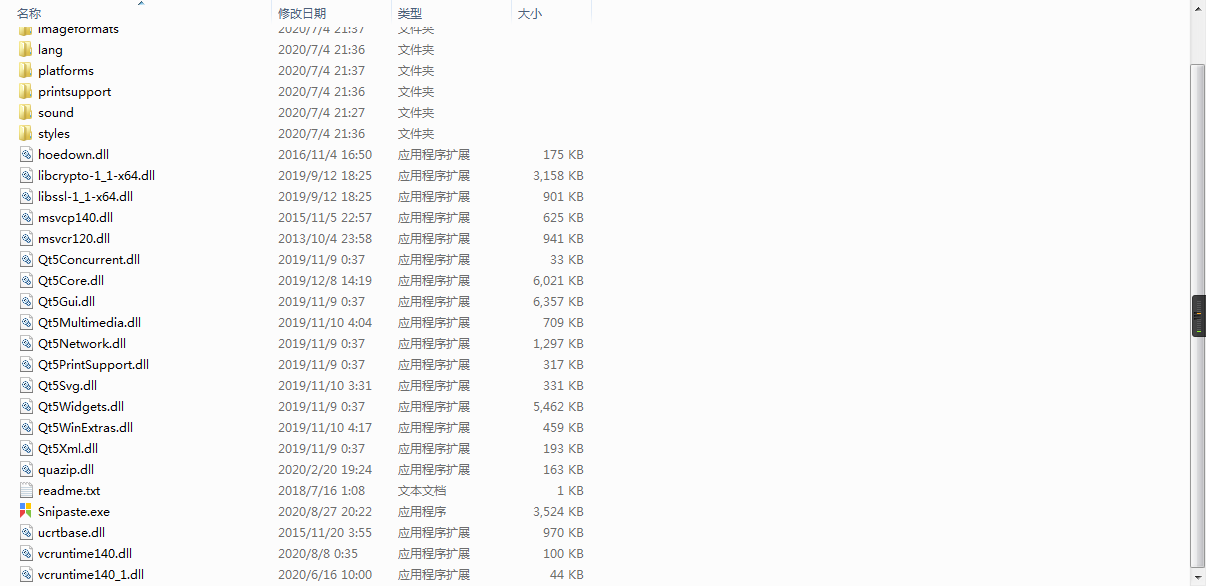 名称 修改日期 类型 大小
imageformats 2020/7/4 21:37 文件夹
lang 2020/7/4 21:36 文件夹
platforms 2020/7/4 21:37 文件夹
printsupport 2020/7/4 21:36 文件夹
sound 2020/7/4 21:27 文件夹
styles 2020/7/4 21:36 文件夹
hoedown.dll 2016/11/4 16:50 应用程序扩展 175 KB
libcrypto-1_1-x64.dll 2019/9/12 18:25 应用程序扩展 3,158 KB
libssl-1_1-x64.dll 2019/9/12 18:25 应用程序扩展 901 KB
msvcp140.dll 2015/11/5 22:57 应用程序扩展 625 KB
msvcr120.dll 2013/10/4 23:58 应用程序扩展 941 KB
Qt5Concurrent.dll 2019/11/9 0:37 应用程序扩展 33 KB
Qt5Core.dll 2019/12/8 14:19 应用程序扩展 6,021 KB
Qt5Gui.dll 2019/11/9 0:37 应用程序扩展 6,357 KB
Qt5Multimedia.dll 2019/11/10 4:04 应用程序扩展 709 KB
Qt5Network.dll 2019/11/9 0:37 应用程序扩展 1,297 KB
Qt5PrintSupport.dll 2019/11/9 0:37 应用程序扩展 317 KB
Qt5Svg.dll 2019/11/10 3:31 应用程序扩展 331 KB
Qt5Widgets.dll 2019/11/9 0:37 应用程序扩展 5,462 KB
Qt5WinExtras.dll 2019/11/10 4:17 应用程序扩展 459 KB
Qt5Xml.dll 2019/11/9 0:37 应用程序扩展 193 KB
quazip.dll 2020/2/20 19:24 应用程序扩展 163 KB
readme.txt 2018/7/16 1:08 文本文档 1 KB
Snipaste.exe 2020/8/27 20:22 应用程序 3,524 KB
ucrtbase.dll 2015/11/20 3:55 应用程序扩展 970 KB
vcruntime140.dll 2020/8/8 0:35 应用程序扩展 100 KB
vcruntime140_1.dll 2020/6/16 10:00 应用程序扩展 44 KB